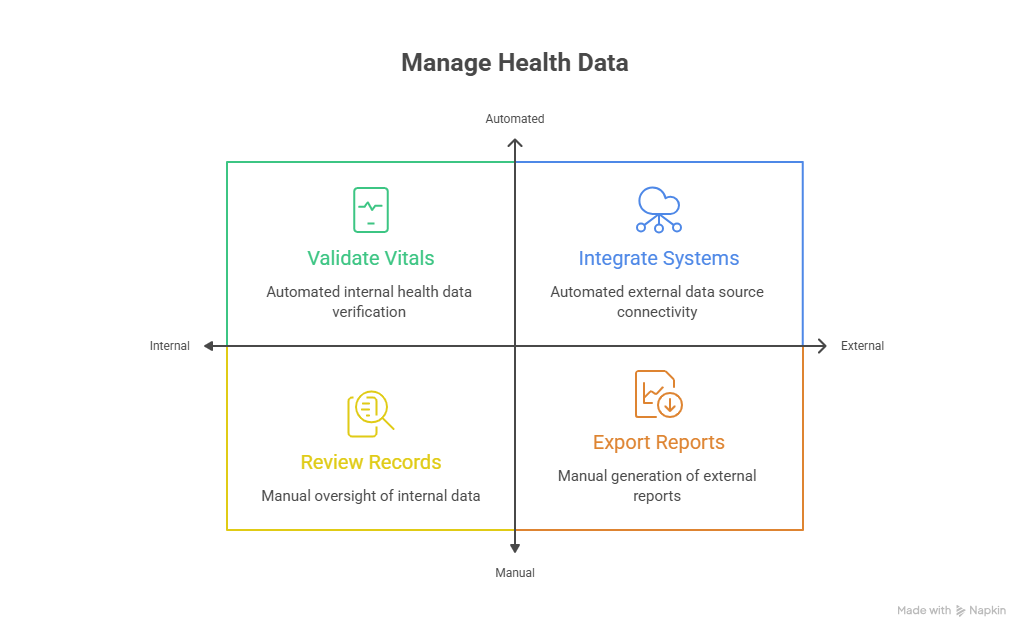 Manage Health Data
Automated
Validate Vitals
Automated internal health data
verification
Integrate Systems
Automated external data source
connectivity
Internal
External
Review Records
Manual oversight of internal data
Export Reports
Manual generation of external
reports
Manual
Made with Napkin